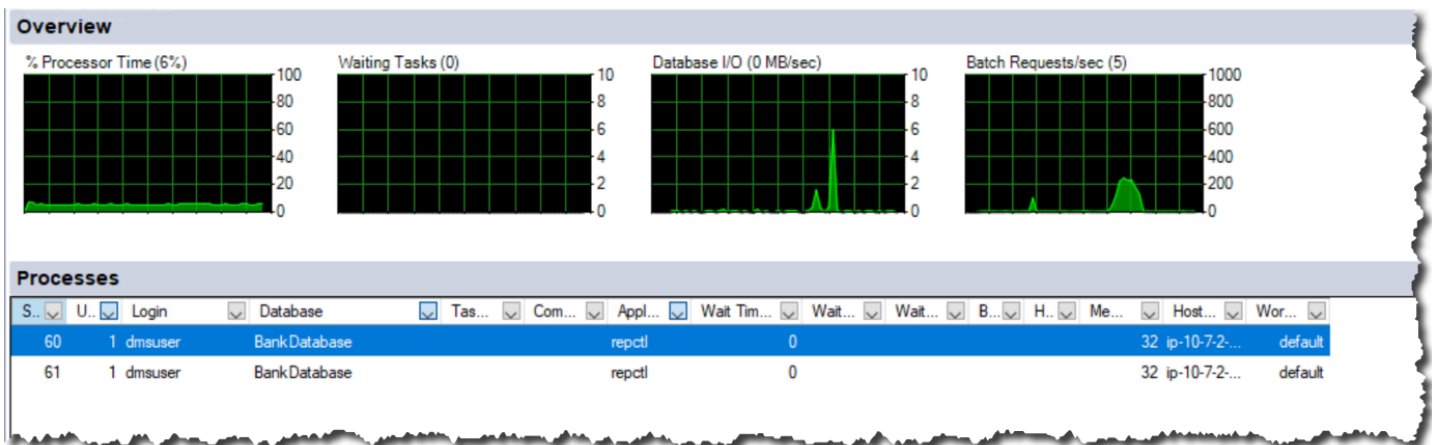 Overview
% Processor Time (6%)
100
80
60
40
20
0
Waiting Tasks (0)
10
8
6
4
2
0
Database I/O (0 MB/sec)
10
8
6
4
2
0
Batch Requests/sec (5)
1000
800
600
400
200
0
Processes
S.. U.. Login Database Tas... Com... Appl... Wait Tim... Wait... Wait... B... H.. Me... Host... Wor...
60 1 dmsuser BankDatabase repctl 0 32 ip-10-7-2-... default
61 1 dmsuser BankDatabase repctl 0 32 ip-10-7-2-... default